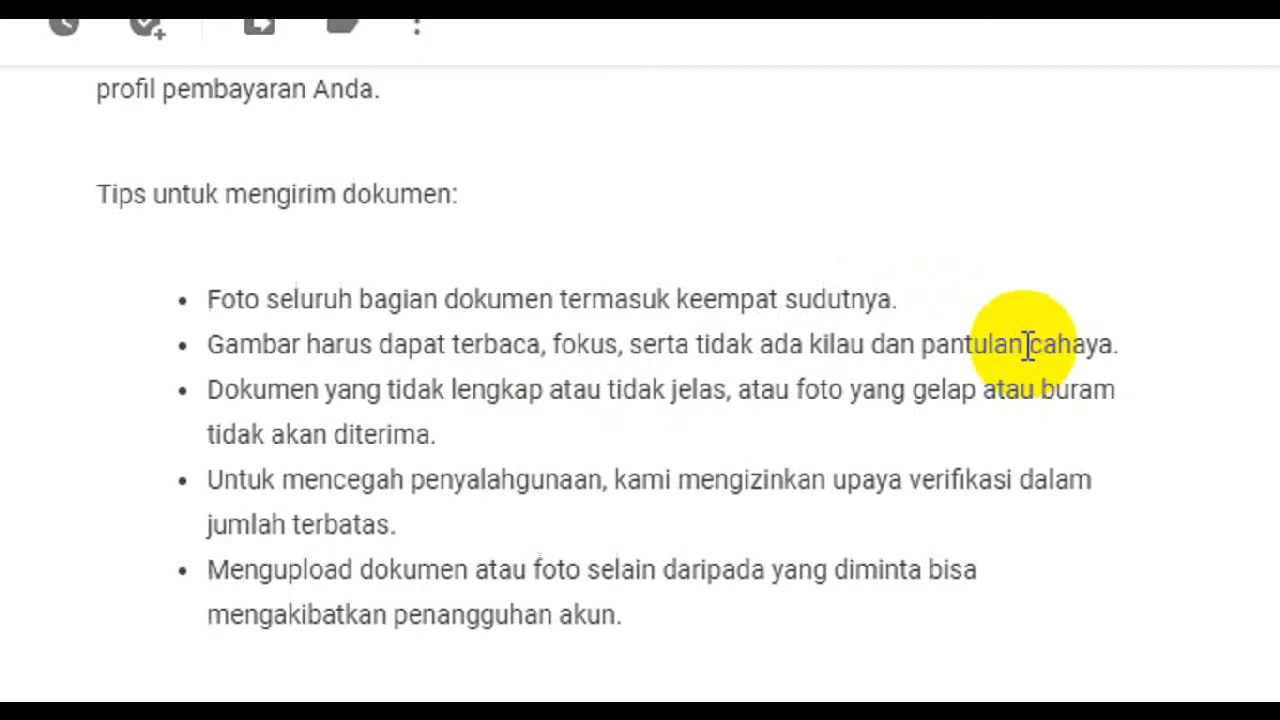 profil pembayaran Anda.
Tips untuk mengirim dokumen:
• Foto seluruh bagian dokumen termasuk keempat sudutnya.
• Gambar harus dapat terbaca, fokus, serta tidak ada kilau dan pantulan cahaya.
• Dokumen yang tidak lengkap atau tidak jelas, atau foto yang gelap atau buram
tidak akan diterima.
• Untuk mencegah penyalahgunaan, kami mengizinkan upaya verifikasi dalam
jumlah terbatas.
• Mengupload dokumen atau foto selain daripada yang diminta bisa
mengakibatkan penangguhan akun.